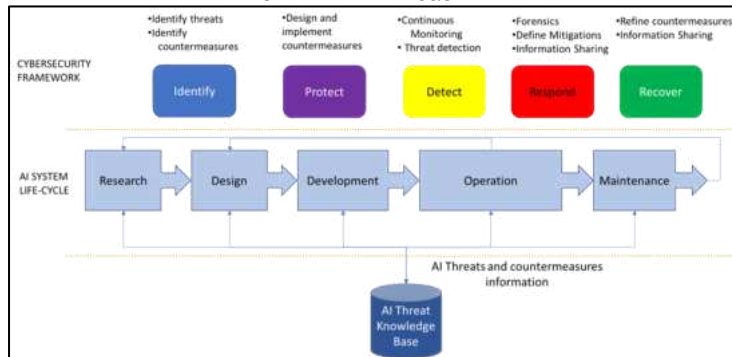 •Identify threats
•Identify
countermeasures
•Design and
implement
countermeasures
•Continuous
Monitoring
• Threat detection
•Forensics
•Define Mitigations
•Information Sharing
•Refine countermeasures
•Information Sharing
CYBERSECURITY
FRAMEWORK
Identify
Protect
Detect
Respond
Recover
AI SYSTEM
LIFE-CYCLE
Research
Design
Development
Operation
Maintenance
AI Threats and countermeasures
information
AI Threat
Knowledge
Base